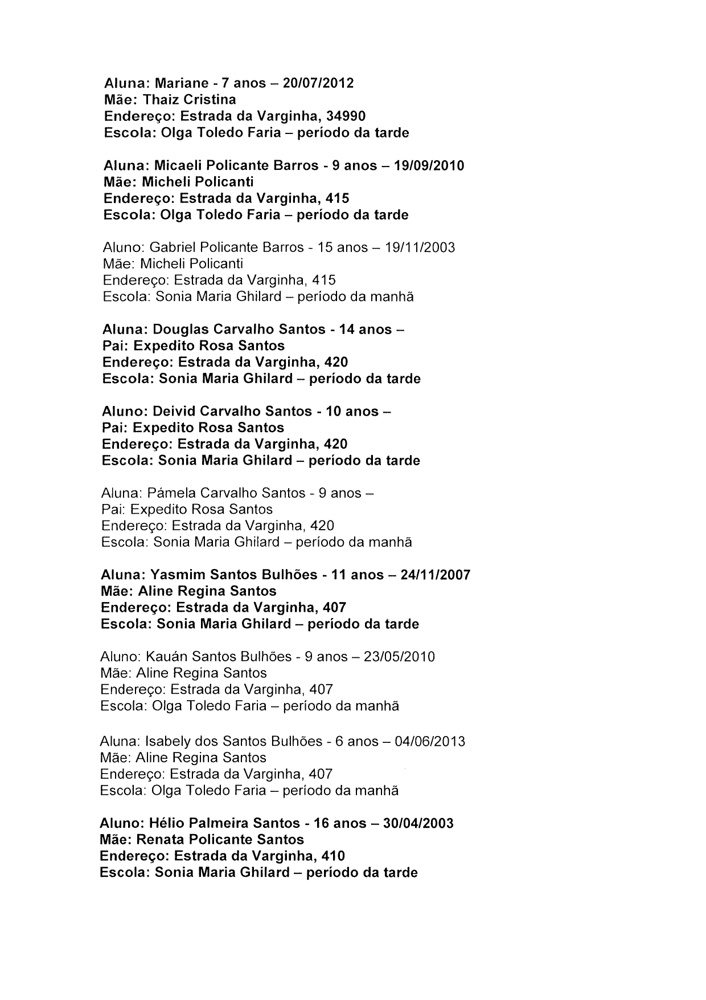 Aluna: Mariane - 7 anos – 20/07/2012
Mãe: Thaiz Cristina
Endereço: Estrada da Varginha, 34990
Escola: Olga Toledo Faria – período da tarde
Aluna: Micaeli Policante Barros - 9 anos – 19/09/2010
Mãe: Micheli Policanti
Endereço: Estrada da Varginha, 415
Escola: Olga Toledo Faria – período da tarde
Aluno: Gabriel Policante Barros - 15 anos – 19/11/2003
Mãe: Micheli Policanti
Endereço: Estrada da Varginha, 415
Escola: Sonia Maria Ghilard – período da manhã
Aluna: Douglas Carvalho Santos - 14 anos –
Pai: Expedito Rosa Santos
Endereço: Estrada da Varginha, 420
Escola: Sonia Maria Ghilard – período da tarde
Aluno: Deivid Carvalho Santos - 10 anos –
Pai: Expedito Rosa Santos
Endereço: Estrada da Varginha, 420
Escola: Sonia Maria Ghilard – período da tarde
Aluna: Pámela Carvalho Santos - 9 anos –
Pai: Expedito Rosa Santos
Endereço: Estrada da Varginha, 420
Escola: Sonia Maria Ghilard – período da manhã
Aluna: Yasmim Santos Bulhões - 11 anos – 24/11/2007
Mãe: Aline Regina Santos
Endereço: Estrada da Varginha, 407
Escola: Sonia Maria Ghilard – período da tarde
Aluno: Kauán Santos Bulhões - 9 anos – 23/05/2010
Mãe: Aline Regina Santos
Endereço: Estrada da Varginha, 407
Escola: Olga Toledo Faria – período da manhã
Aluna: Isabely dos Santos Bulhões - 6 anos – 04/06/2013
Mãe: Aline Regina Santos
Endereço: Estrada da Varginha, 407
Escola: Olga Toledo Faria – período da manhã
Aluno: Hélio Palmeira Santos - 16 anos – 30/04/2003
Mãe: Renata Policante Santos
Endereço: Estrada da Varginha, 410
Escola: Sonia Maria Ghilard – período da tarde